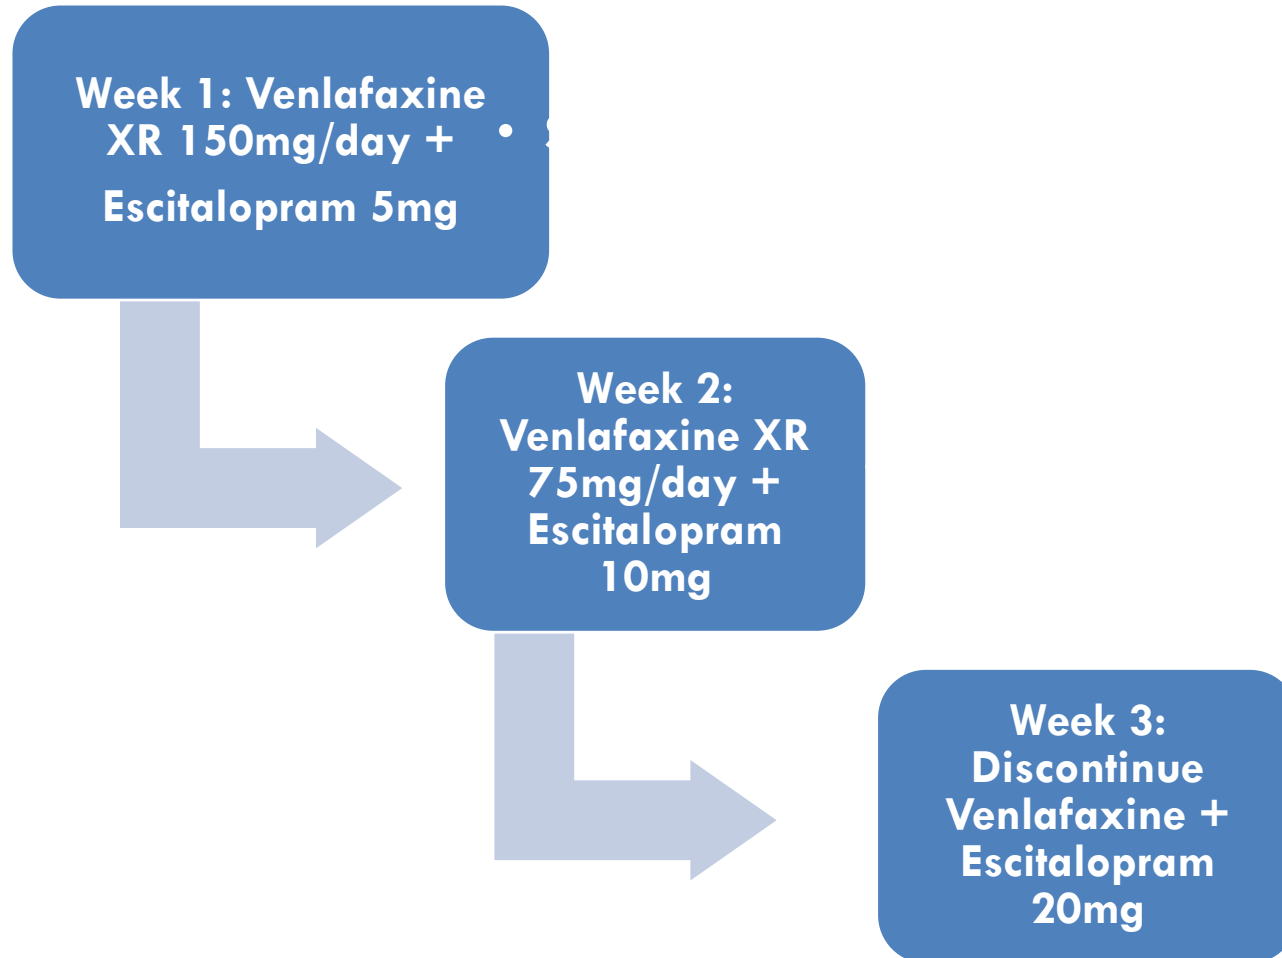 Week 1: Venlafaxine
XR 150mg/day +
Escitalopram 5mg
Week 2:
Venlafaxine XR
75mg/day +
Escitalopram
10mg
Week 3:
Discontinue
Venlafaxine +
Escitalopram
20mg